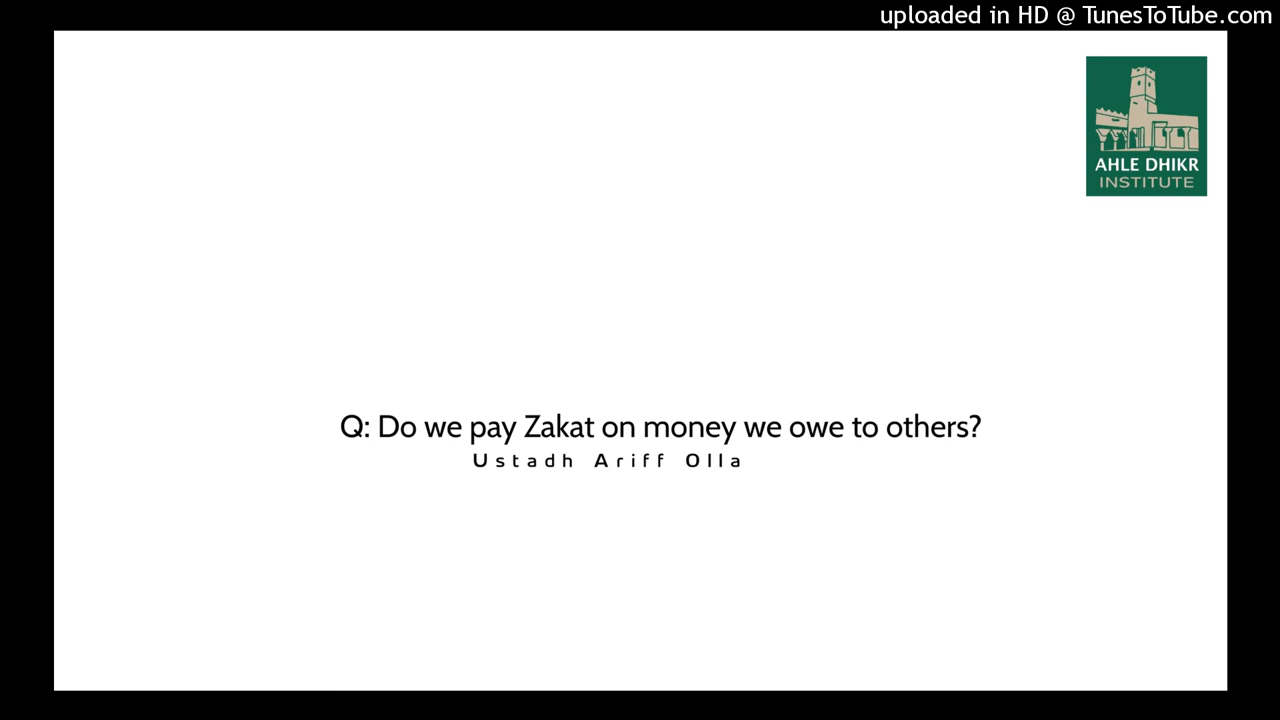 uploaded in HD @ TunesToTube.com
AHLE DHIKR
INSTITUTE
Q: Do we pay Zakat on money we owe to others?
Ustadh Ariff Olla